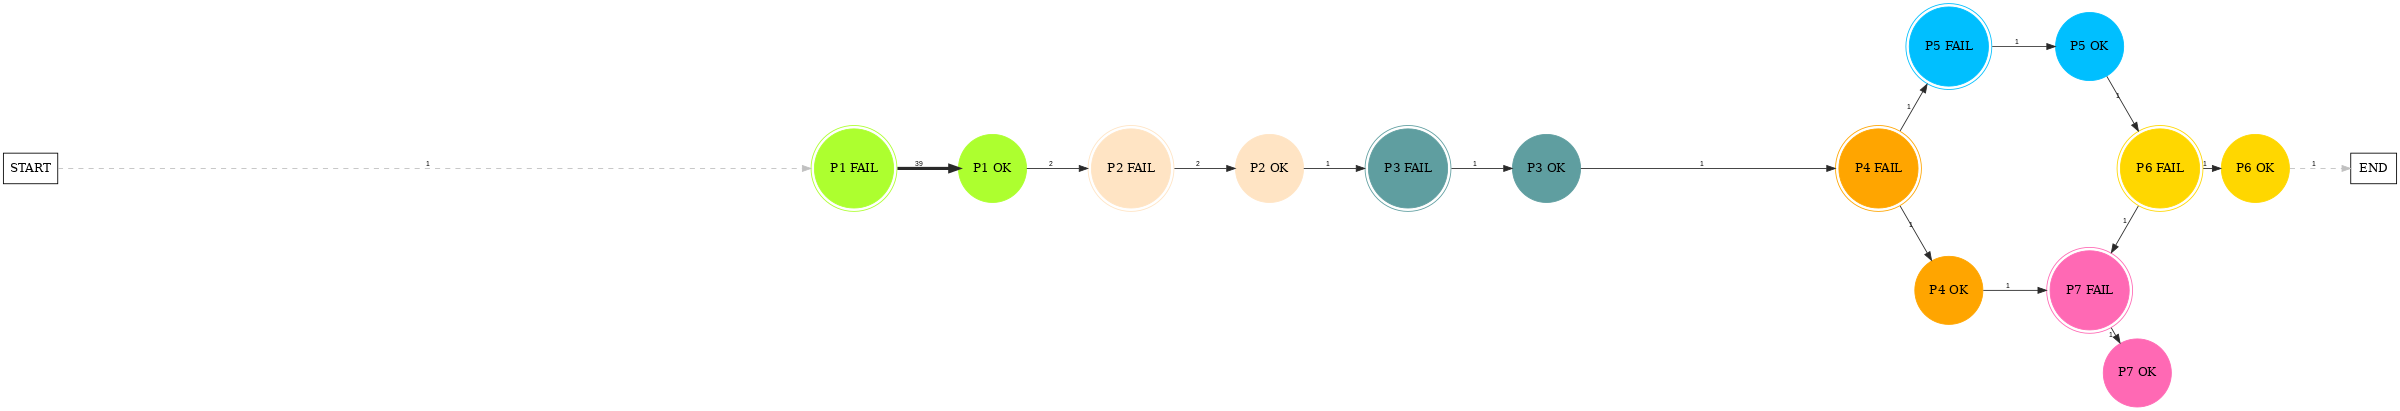 START
1
P1 FAIL
39
P1 OK
2
P2 FAIL
2
P2 OK
1
P3 FAIL
1
P3 OK
1
P4 FAIL
1
P5 FAIL
1
P5 OK
1
P6 FAIL
1
P6 OK
1
END
1
P4 OK
1
P7 FAIL
1
1
P7 OK